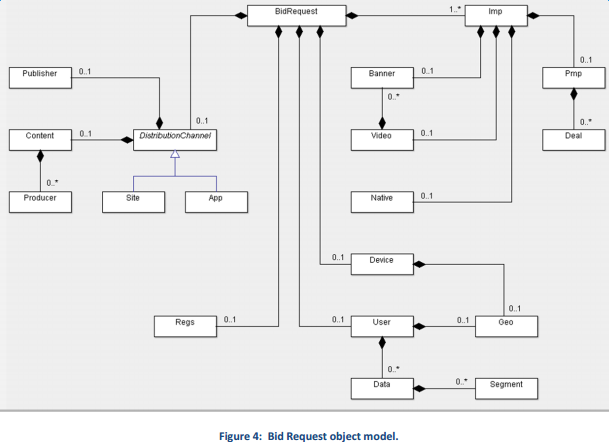 BidRequest
1..*
Imp
Publisher
0..1
Banner
0..1
0..1
Pmp
0..*
0..1
Content
0..1
DistributionChannel
Video
0..1
0..*
Deal
0..*
Producer
Site
App
Native
0..1
0..1
Device
0..1
Regs
0..1
0..1
User
0..1
Geo
0..*
Data
0..*
Segment
Figure 4: Bid Request object model.